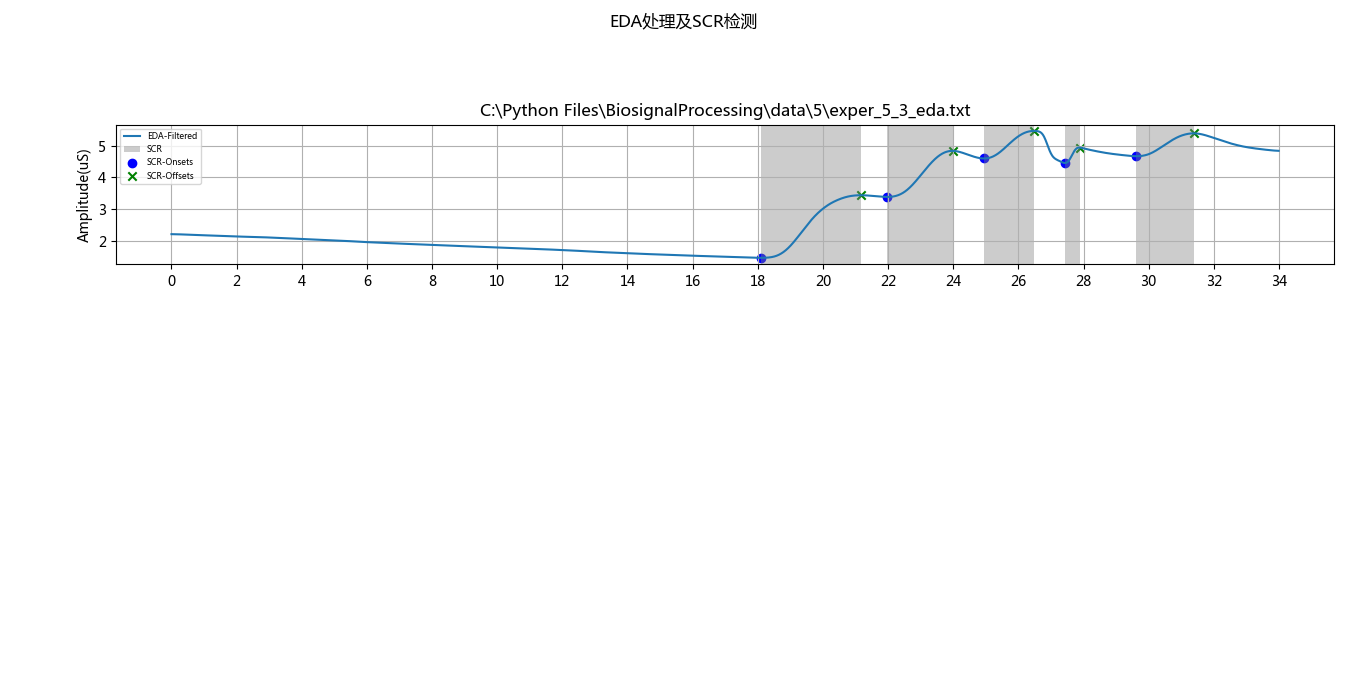 EDA处理及SCR检测
C:\Python Files\BiosignalProcessing\data\5\exper_5_3_eda.txt
EDA-Filtered
SCR
SCR-Onsets
SCR-Offsets
Amplitude(uS)
5
4
3
2
0 2 4 6 8 10 12 14 16 18 20 22 24 26 28 30 32 34